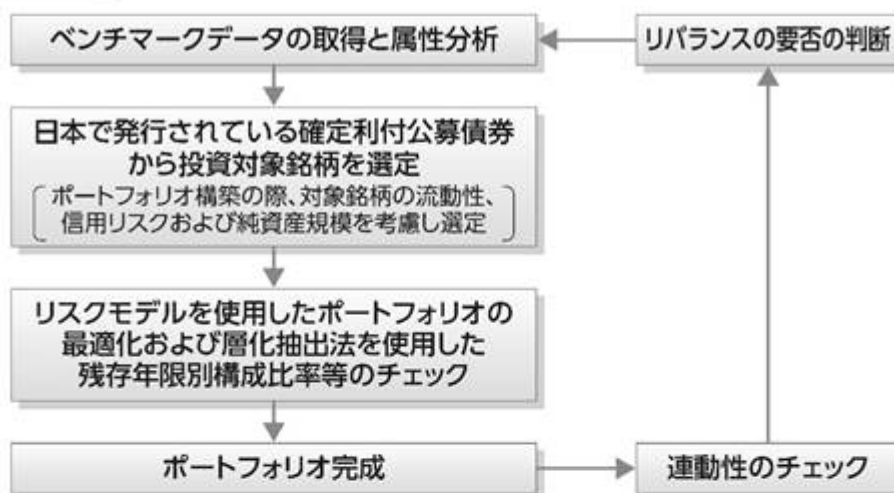 ベンチマークデータの取得と属性分析
リバランスの要否の判断
日本で発行されている確定利付公募債券
から投資対象銘柄を選定
ポートフォリオ構築の際、対象銘柄の流動性、
信用リスクおよび純資産規模を考慮し選定
リスクモデルを使用したポートフォリオの
最適化および層化抽出法を使用した
残存年限別構成比率等のチェック
ポートフォリオ完成
連動性のチェック